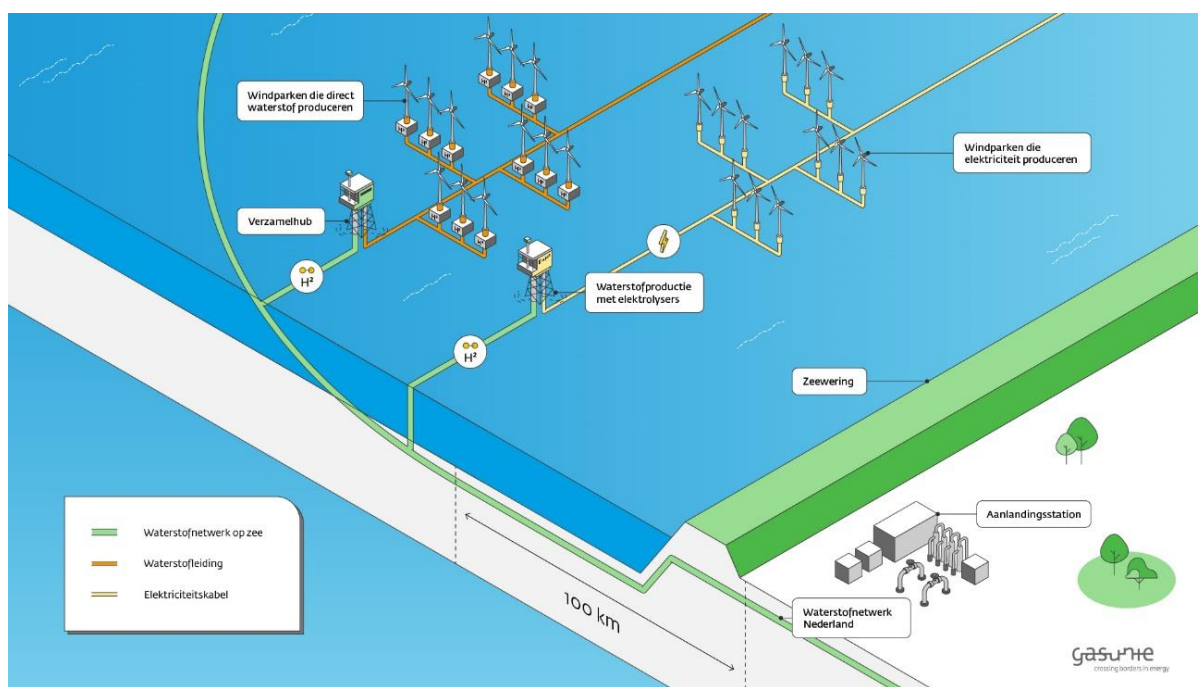 Windparken die direct
waterstof produceren
Windparken die
elektriciteit produceren
Verzamelhub
H²
Waterstofproductie
met elektrolysers
H²
Zeewering
Aanlandingsstation
Waterstofnetwerk op zee
Waterstofleiding
Elektriciteitskabel
100 km
Waterstofnetwerk
Nederland
gasunie
crossing borders in energy